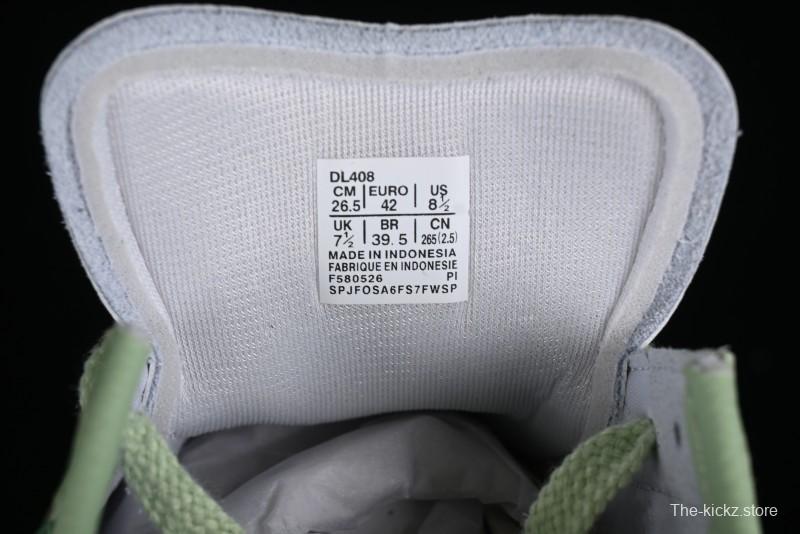 DL408
CM EURO US
26.5 42 8½
UK BR CN
7½ 39.5 265(2.5)
MADE IN INDONESIA
FABRIQUE EN INDONESIE
F580526 PI
SPJFOSA6FS7FWSP
The-kickz.store